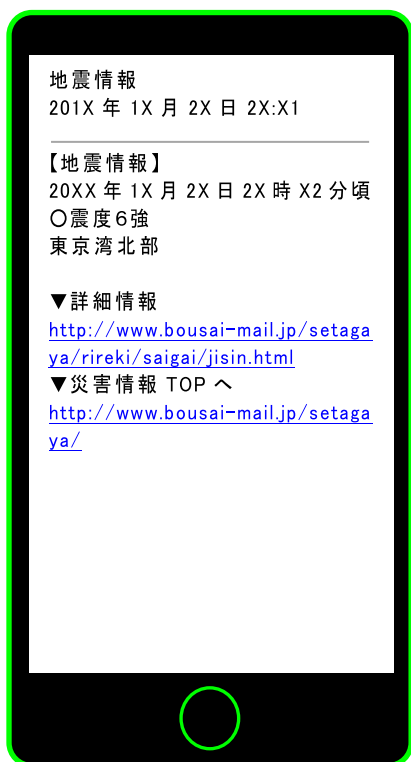 地震情報
201X 年 1X 月 2X 日 2X:X1
【地震情報】
20XX 年 1X 月 2X 日 2X 時 X2 分頃
〇震度6強
東京湾北部
▼詳細情報
http://www.bousai-mail.jp/setaga
ya/rireki/saigai/jisin.html
▼災害情報 TOP へ
http://www.bousai-mail.jp/setaga
ya/